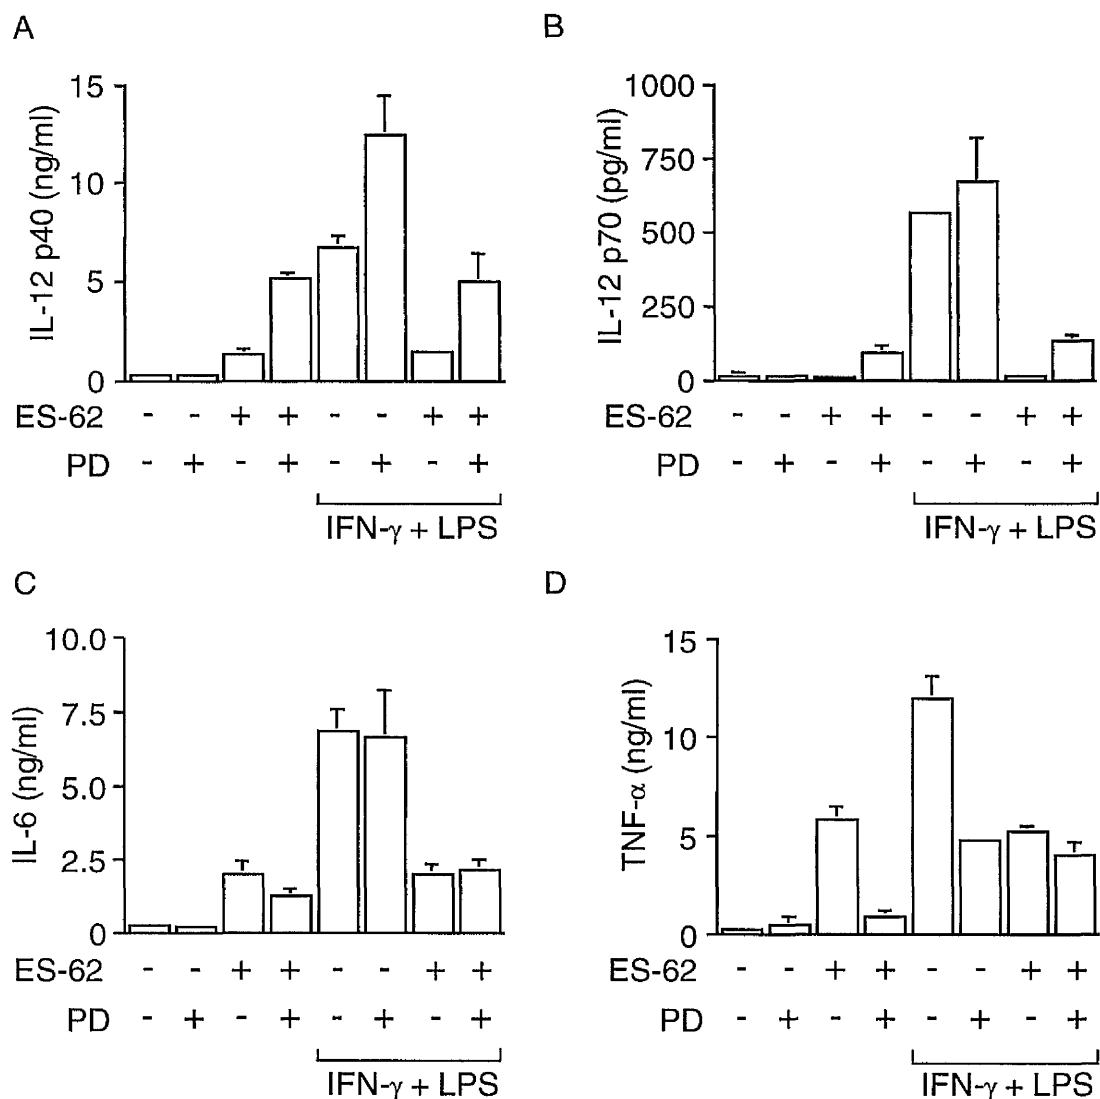 A
IL-12 p40 (ng/ml)
15
10
5
0
ES-62 - - + + - - + +
PD - + - + - + - +
IFN-γ + LPS
B
IL-12 p70 (pg/ml)
1000
750
500
250
0
ES-62 - - + + - - + +
PD - + - + - + - +
IFN-γ + LPS
C
IL-6 (ng/ml)
10.0
7.5
5.0
2.5
0
ES-62 - - + + - - + +
PD - + - + - + - +
IFN-γ + LPS
D
TNF-α (ng/ml)
15
10
5
0
ES-62 - - + + - - + +
PD - + - + - + - +
IFN-γ + LPS